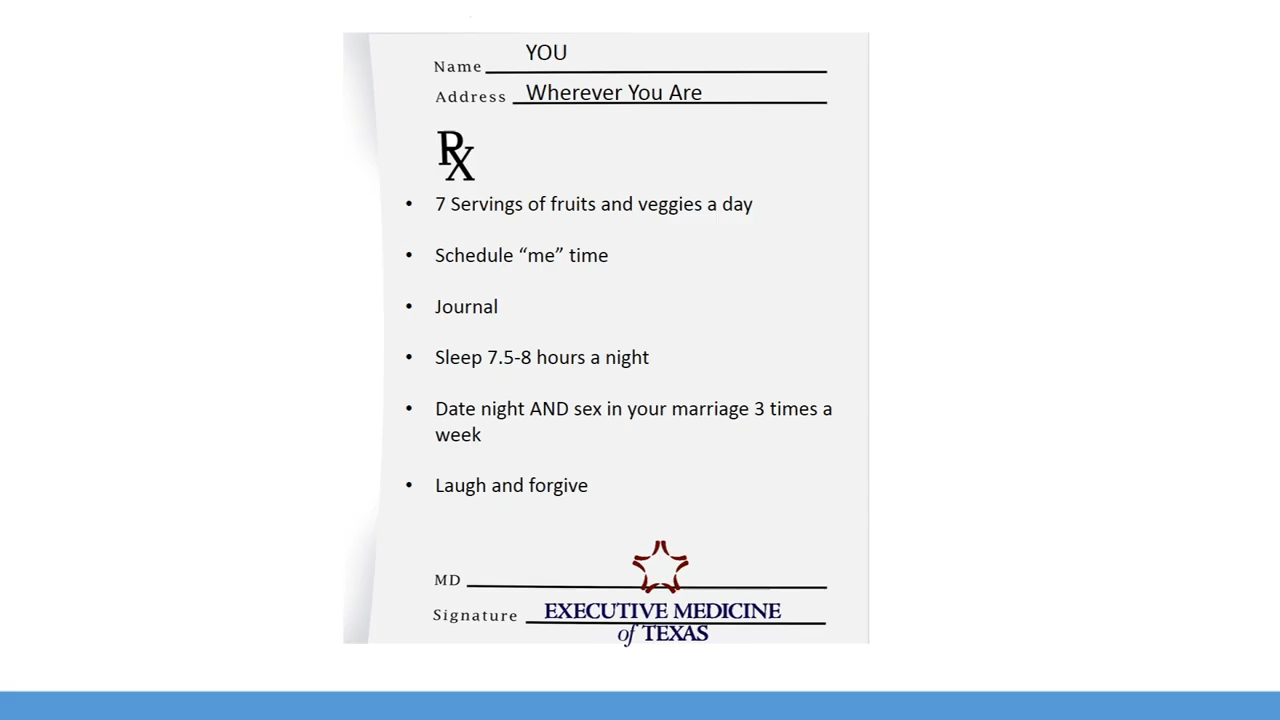 Name YOU
Address Wherever You Are
Rx
• 7 Servings of fruits and veggies a day
• Schedule “me” time
• Journal
• Sleep 7.5-8 hours a night
• Date night AND sex in your marriage 3 times a
week
• Laugh and forgive
MD
Signature EXECUTIVE MEDICINE
of TEXAS